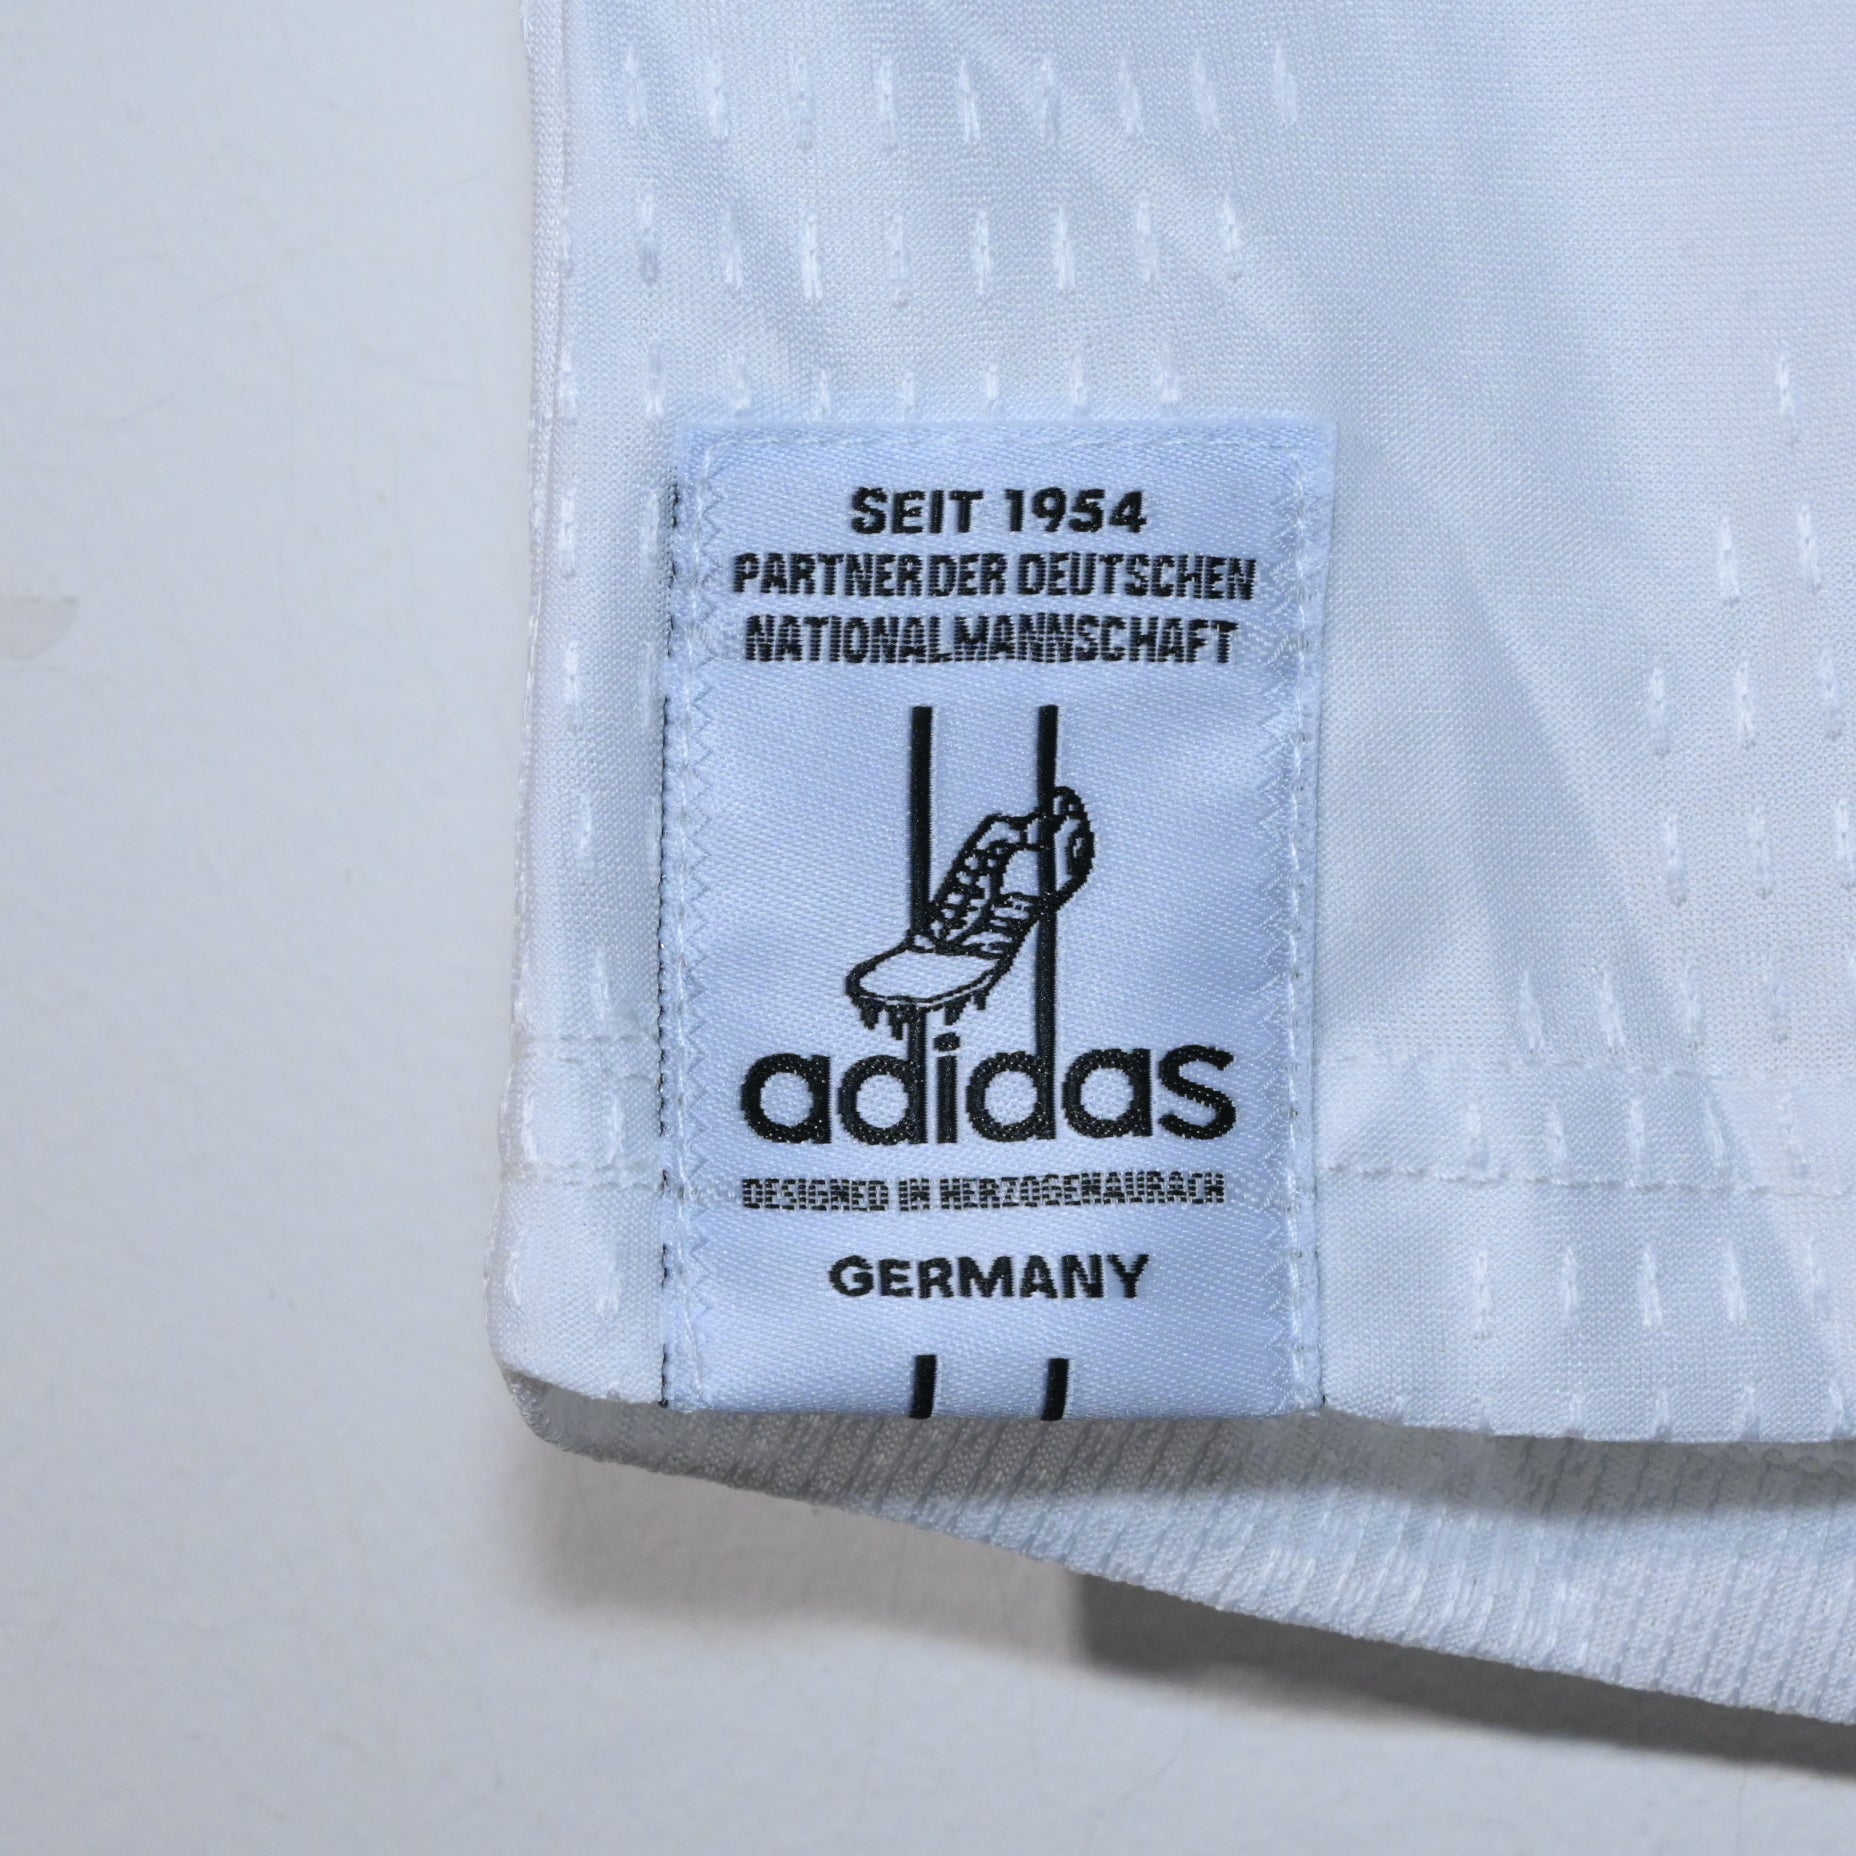 SEIT 1954
PARTNER DER DEUTSCHEN
NATIONALMANNSCHAFT
adidas
DESIGNED IN HERZOGENAURACH
GERMANY